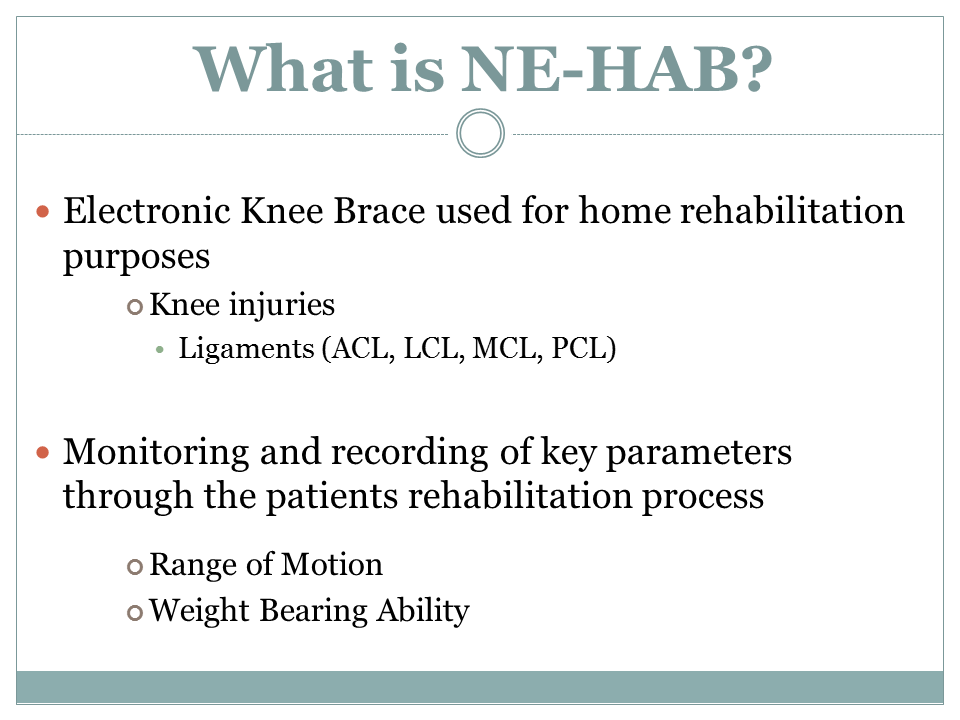 What is NE-HAB?
Electronic Knee Brace used for home rehabilitation
purposes
Knee injuries
Ligaments (ACL, LCL, MCL, PCL)
Monitoring and recording of key parameters
through the patients rehabilitation process
Range of Motion
Weight Bearing Ability